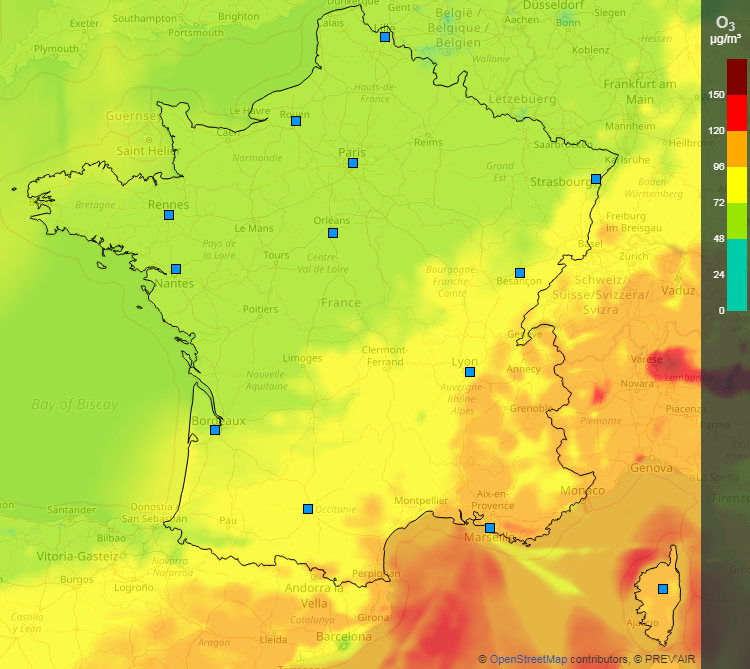 Dunkerque
België /
Belgique /
Belgien
Gent
Düsseldorf
Aachen
Bonn
Siegen
Hessen
Exeter
Southampton
Brighton
Portsmouth
Plymouth
Calais
Lille
Koblenz
Wallonie
Frankfurt am
Main
Guernsey
Le Havre
Rouen
Hauts-de-
France
Lëtzebuerg
Mannheim
Heilbronn
Saint Helier
Caen
Normandie
Paris
Reims
Saarbrücken
Karlsruhe
Grand
Est
Strasbourg
Baden-
Württemberg
Bretagne
Rennes
Le Mans
Orléans
Freiburg
im Breisgau
Pays de
la Loire
Tours
Centre-
Val de Loire
Basel
Zürich
Nantes
Bourgogne-
Franche-
Comté
Besançon
Schweiz/
Suisse/Svizzera/
Svizra
Vaduz
Poitiers
France
Genève
Limoges
Clermont-
Ferrand
Lyon
Annecy
Varese
Lombardia
Novara
Nouvelle-
Aquitaine
Auvergne-
Rhône-
Alpes
Grenoble
Piacenza
Bay of Biscay
Bordeaux
Piemonte
Parma
Genova
La Spezia
Monaco
Montpellier
Aix-en-
Provence
Firenze
Santander
Donostia /
San Sebastián
Pau
Occitanie
Bilbao
Marseille
Vitoria-Gasteiz
Navarra -
Nafarroa
Burgos
Logroño
Andorra la
Vella
Perpignan
Girona
Ajaccio
Castilla
y León
Catalunya
Aragón
Lleida
Barcelona
Tarragona
O3
µg/m³
150
120
96
72
48
24
0
© OpenStreetMap contributors, © PREV'AIR